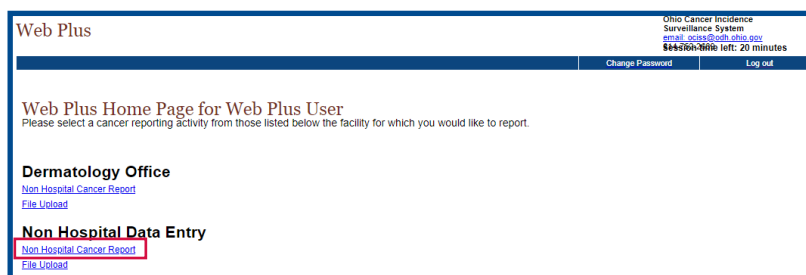 Web Plus
Ohio Cancer Incidence
Surveillance System
email: ociss@odh.ohio.gov
Session time left: 20 minutes
Change Password
Log out
Web Plus Home Page for Web Plus User
Please select a cancer reporting activity from those listed below the facility for which you would like to report.
Dermatology Office
Non Hospital Cancer Report
File Upload
Non Hospital Data Entry
Non Hospital Cancer Report
File Upload